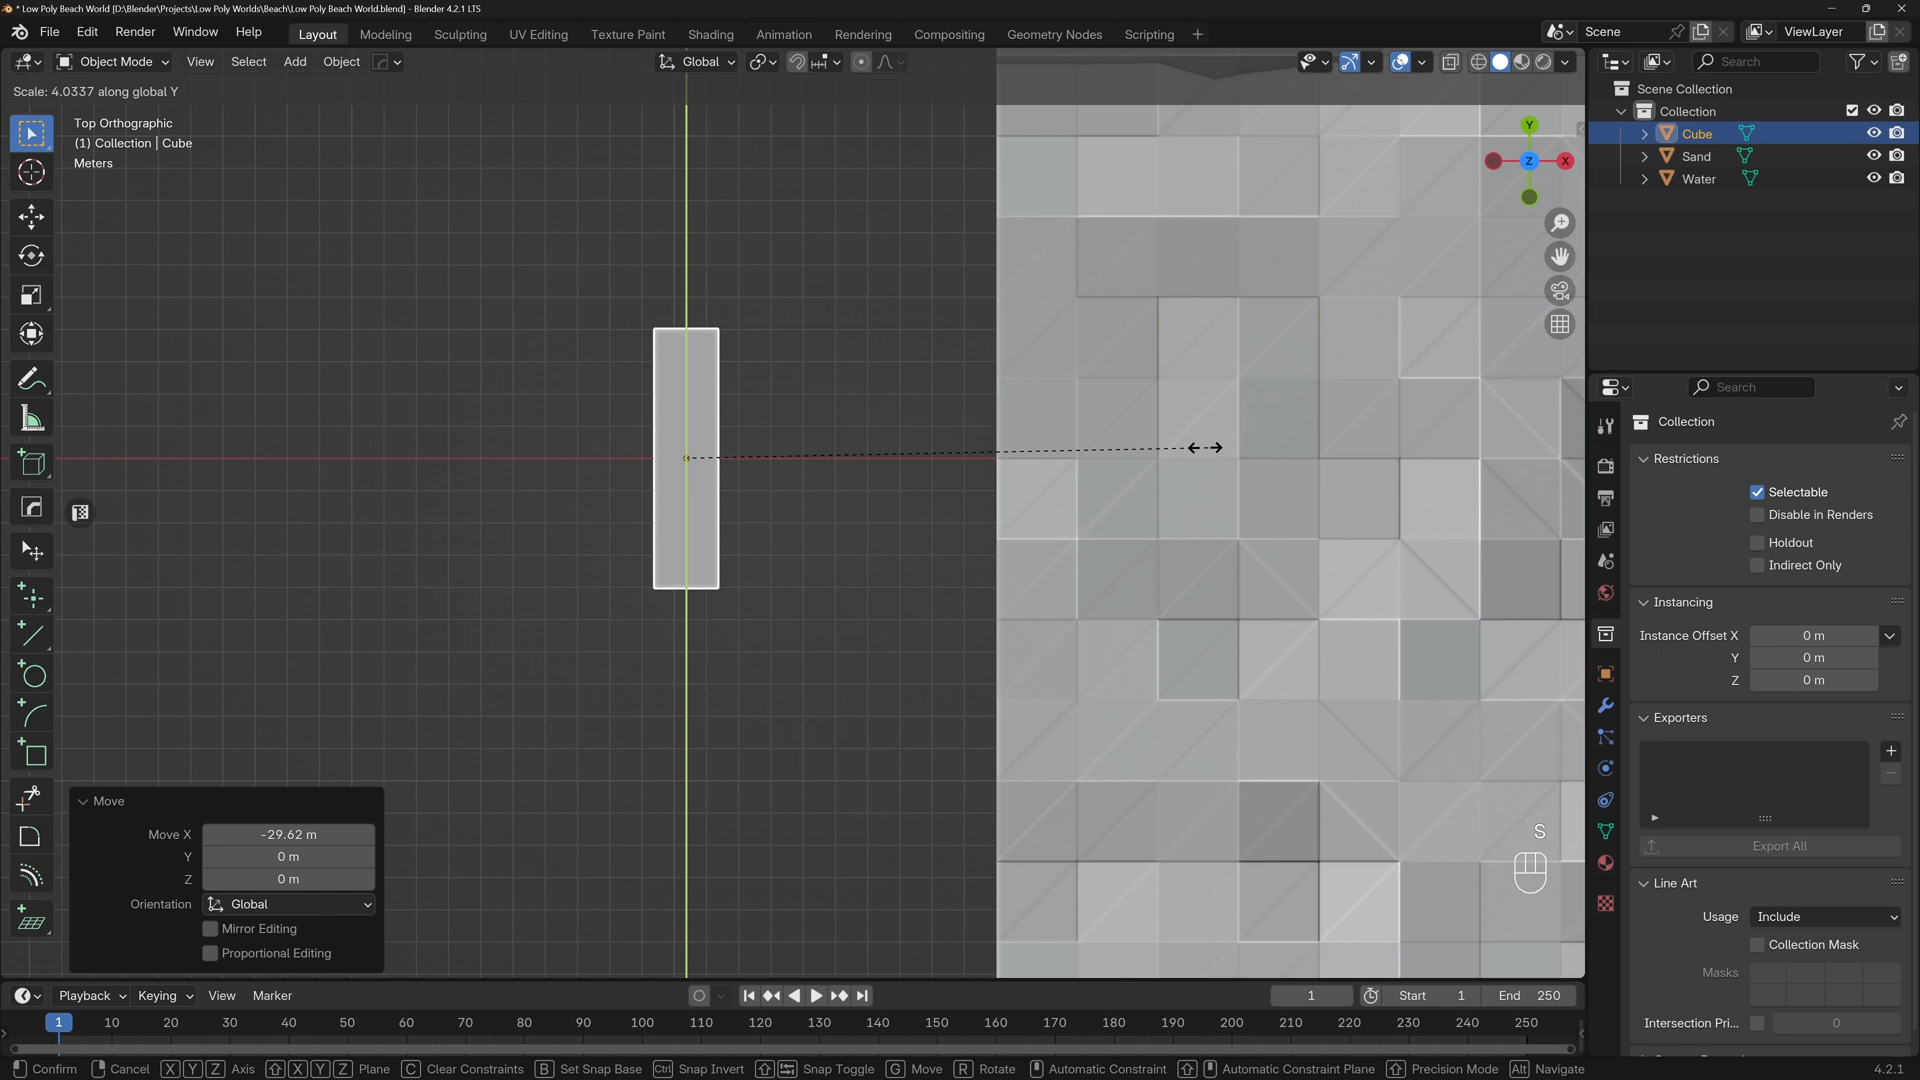 * Low Poly Beach World [D:\Blender\Projects\Low Poly Worlds\Beach\Low Poly Beach World.blend] - Blender 4.2.1 LTS
File Edit Render Window Help Layout Modeling Sculpting UV Editing Texture Paint Shading Animation Rendering Compositing Geometry Nodes Scripting + Scene ViewLayer
Object Mode View Select Add Object Global Search
Scale: 4.0337 along global Y
Top Orthographic
(1) Collection | Cube
Meters
Y
Z
X
Scene Collection
Collection
Cube
Sand
Water
Search
Collection
Restrictions
Selectable
Disable in Renders
Holdout
Indirect Only
Instancing
Instance Offset X 0 m
Y 0 m
Z 0 m
Exporters
Export All
Line Art
Usage Include
Collection Mask
Masks
Intersection Pri... 0
S
Move
Move X -29.62 m
Y 0 m
Z 0 m
Orientation Global
Mirror Editing
Proportional Editing
Playback Keying View Marker 1 Start 1 End 250
1 10 20 30 40 50 60 70 80 90 100 110 120 130 140 150 160 170 180 190 200 210 220 230 240 250
Confirm Cancel X Y Z Axis X Y Z Plane C Clear Constraints B Set Snap Base Ctrl Snap Invert Snap Toggle G Move R Rotate Automatic Constraint Automatic Constraint Plane Precision Mode Alt Navigate 4.2.1